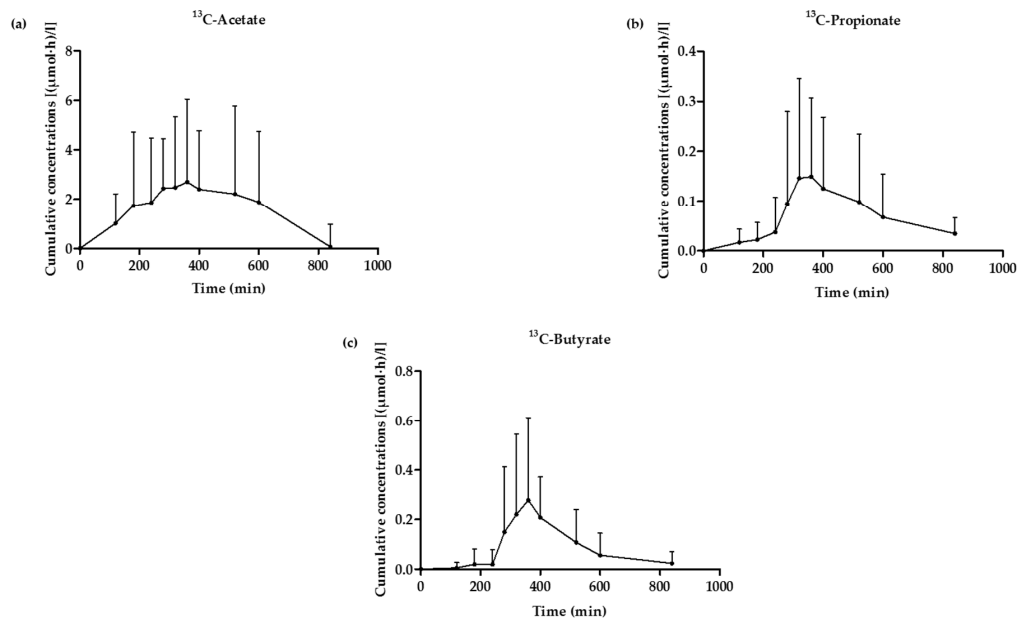 (a)
¹³C-Acetate
Cumulative concentrations [(μmol·h)/l]
8
6
4
2
0
0 200 400 600 800 1000
Time (min)
(b)
¹³C-Propionate
Cumulative concentrations [(μmol·h)/l]
0.4
0.3
0.2
0.1
0.0
0 200 400 600 800 1000
Time (min)
(c)
¹³C-Butyrate
Cumulative concentrations [(μmol·h)/l]
0.8
0.6
0.4
0.2
0.0
0 200 400 600 800 1000
Time (min)